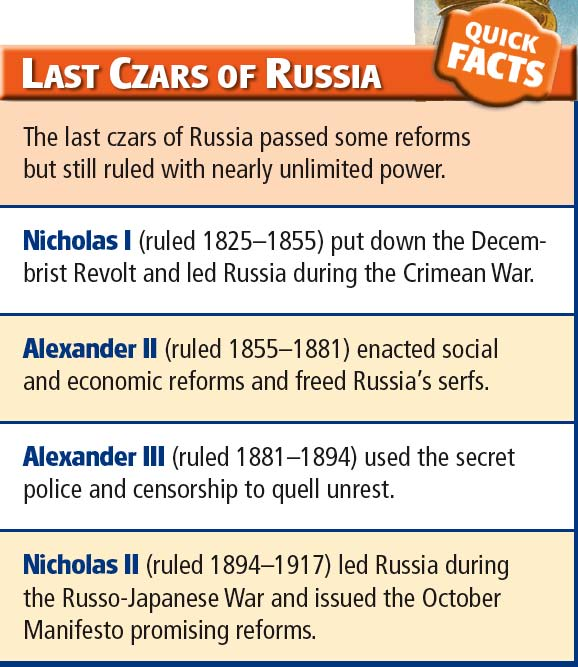 QUICK
FACTS
LAST CZARS OF RUSSIA
The last czars of Russia passed some reforms
but still ruled with nearly unlimited power.
Nicholas I (ruled 1825–1855) put down the Decem-
brist Revolt and led Russia during the Crimean War.
Alexander II (ruled 1855–1881) enacted social
and economic reforms and freed Russia's serfs.
Alexander III (ruled 1881–1894) used the secret
police and censorship to quell unrest.
Nicholas II (ruled 1894–1917) led Russia during
the Russo-Japanese War and issued the October
Manifesto promising reforms.